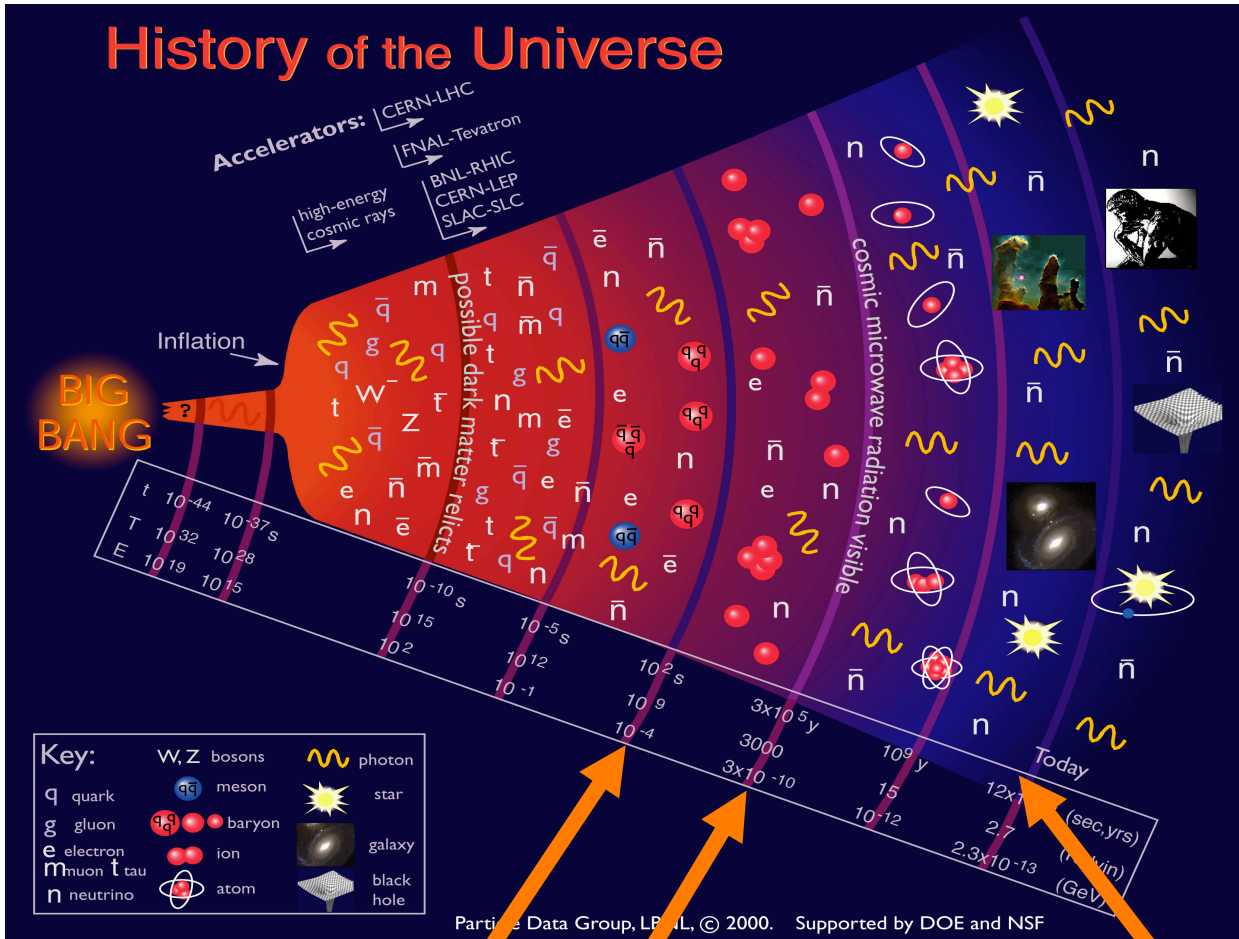 History of the Universe
Accelerators:
CERN-LHC
FNAL-Tevatron
BNL-RHIC
CERN-LEP
SLAC-SLC
high-energy
cosmic rays
Inflation
BIG
BANG
?
possible dark matter relicts
cosmic microwave radiation visible
t 10⁻⁴⁴ 10⁻³⁷ s 10⁻¹⁰ s 10⁻⁵ s 10² s 3x10⁵ y 10⁹ y 12x1 (sec,yrs)
T 10³² 10²⁸ 10¹⁵ 10¹² 10⁹ 3000 15 2.7
E 10¹⁹ 10¹⁵ 10² 10⁻¹ 10⁻⁴ 3x10⁻¹⁰ 10⁻¹² 2.3x10⁻¹³ (GeV)
Today
Key:
W, Z bosons
photon
q quark
qq̄ meson
star
g gluon
qqq baryon
galaxy
e electron
ion
m muon t tau
n neutrino
atom
black
hole
Particle Data Group, LBNL, © 2000. Supported by DOE and NSF